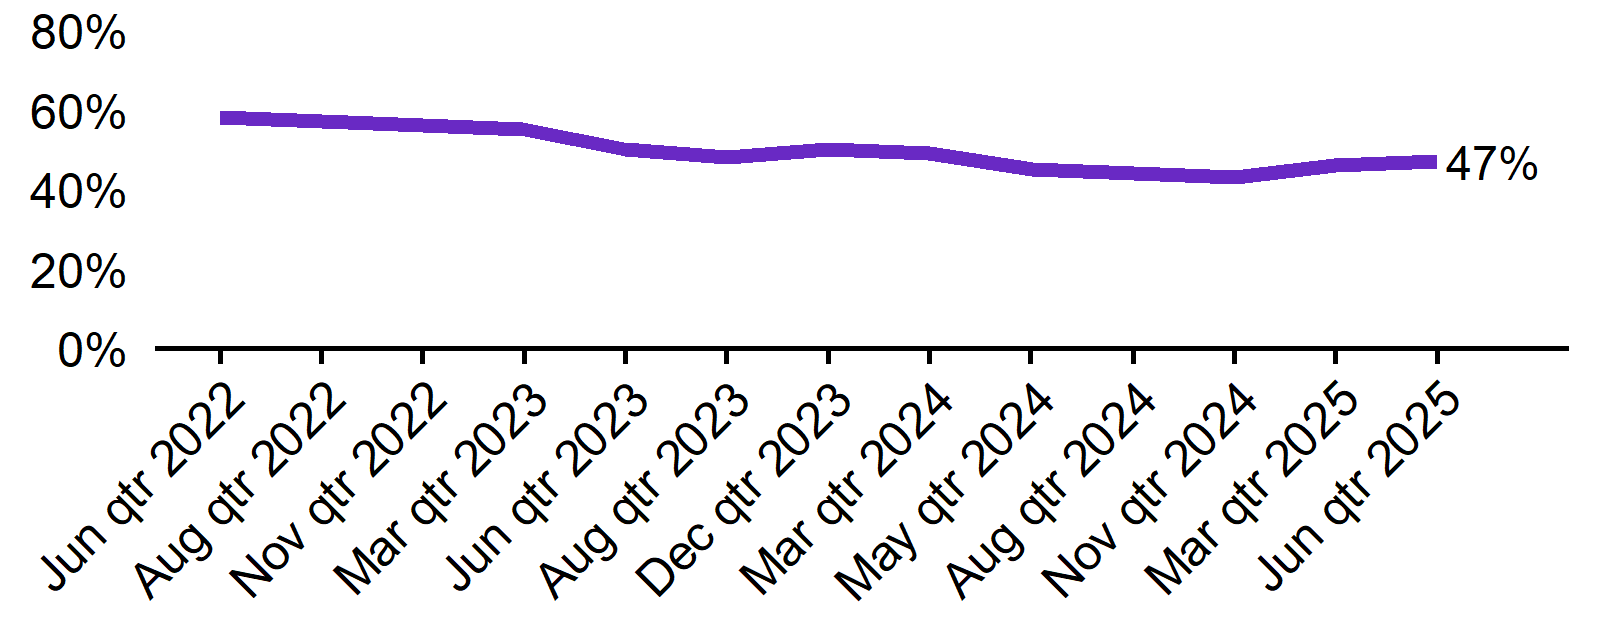 80%
60%
40%
20%
0%
47%
Jun qtr 2022
Aug qtr 2022
Nov qtr 2022
Mar qtr 2023
Jun qtr 2023
Aug qtr 2023
Dec qtr 2023
Mar qtr 2024
May qtr 2024
Aug qtr 2024
Nov qtr 2024
Mar qtr 2025
Jun qtr 2025